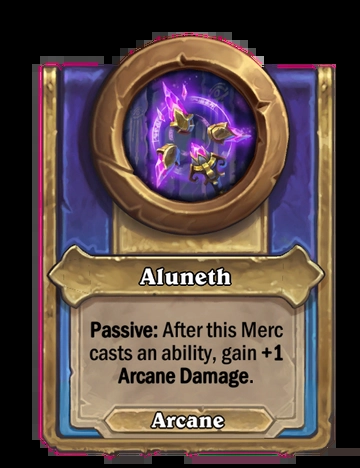 Aluneth
Passive: After this Merc
casts an ability, gain +1
Arcane Damage.
Arcane